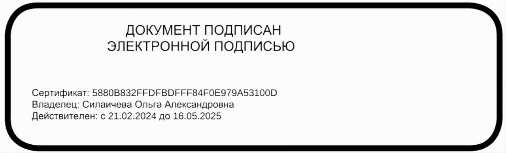 ДОКУМЕНТ ПОДПИСАН
ЭЛЕКТРОННОЙ ПОДПИСЬЮ
Сертификат: 5880B832FFDFBDFFF84F0E979A53100D
Владелец: Силаичева Ольга Александровна
Действителен: с 21.02.2024 до 16.05.2025